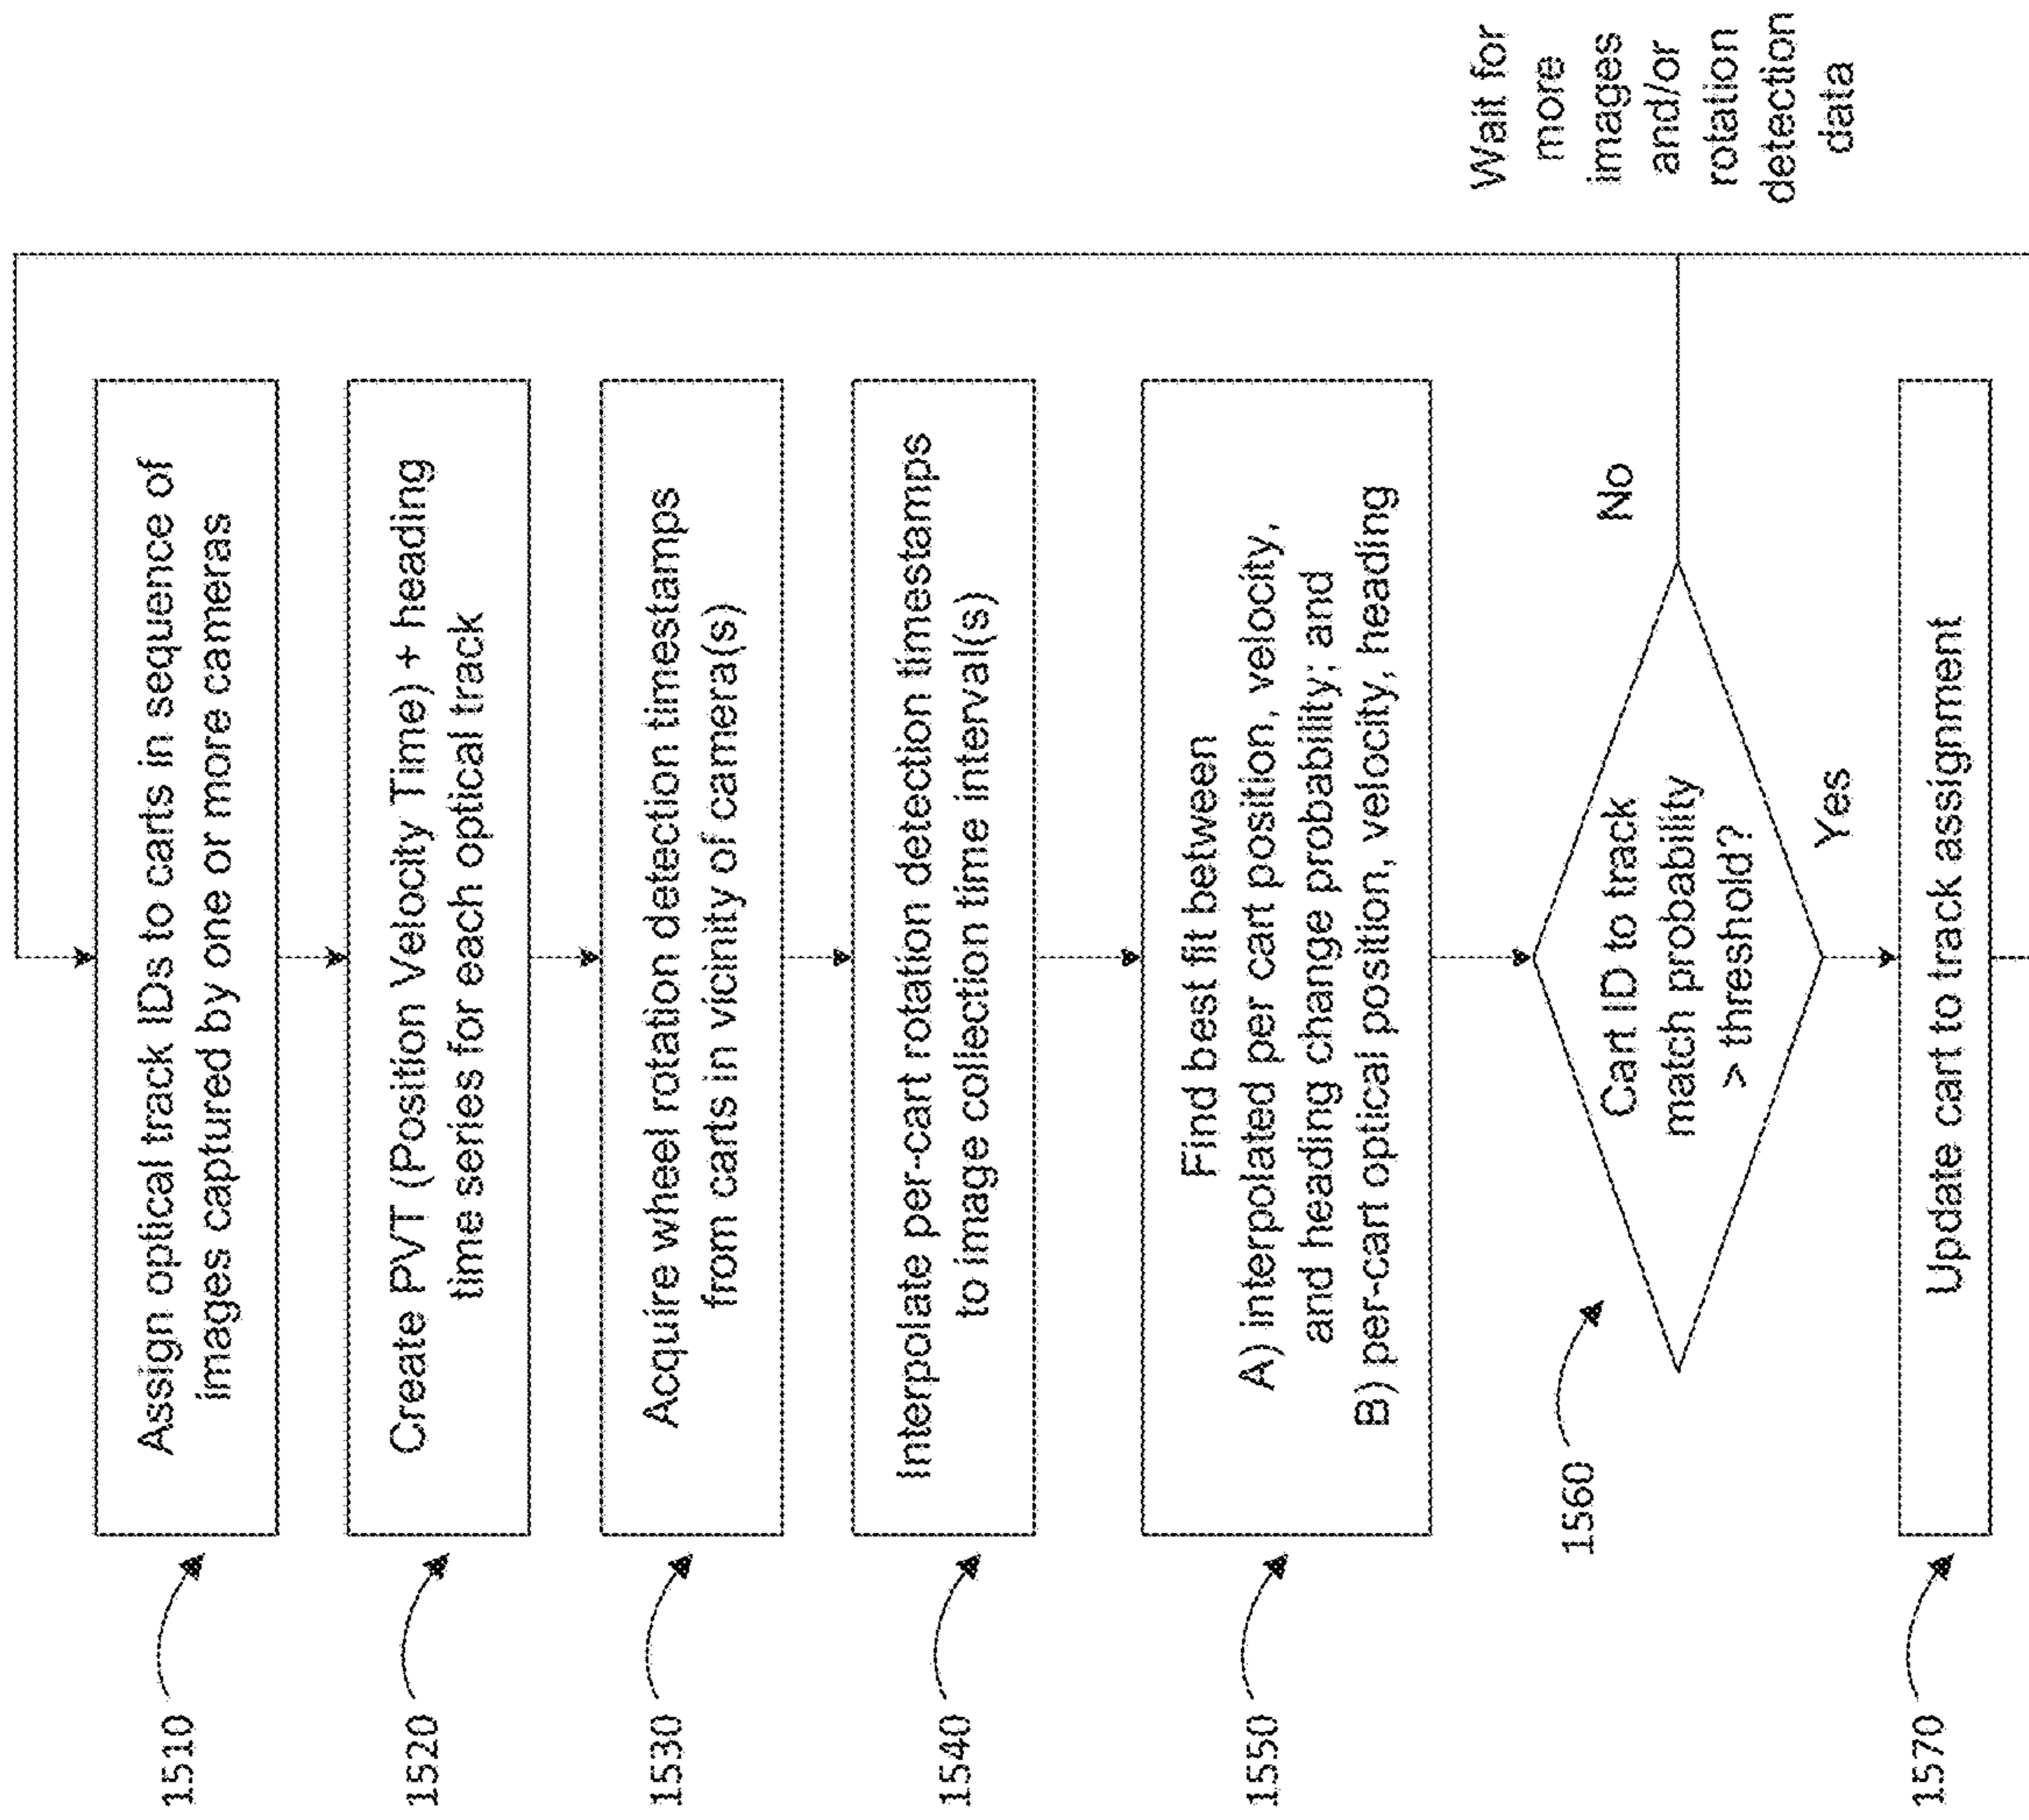 1510
Assign optical track IDs to carts in sequence of
images captured by one or more cameras
1520
Create PVT (Position Velocity Time) + heading
time series for each optical track
1530
Acquire wheel rotation detection timestamps
from carts in vicinity of camera(s)
1540
Interpolate per-cart rotation detection timestamps
to image collection time interval(s)
1550
Find best fit between
A) interpolated per cart position, velocity,
and heading change probability; and
B) per-cart optical position, velocity, heading
1560
Cart ID to track
match probability
> threshold?
No
Wait for
more
images
and/or
rotation
detection
data
Yes
1570
Update cart to track assignment